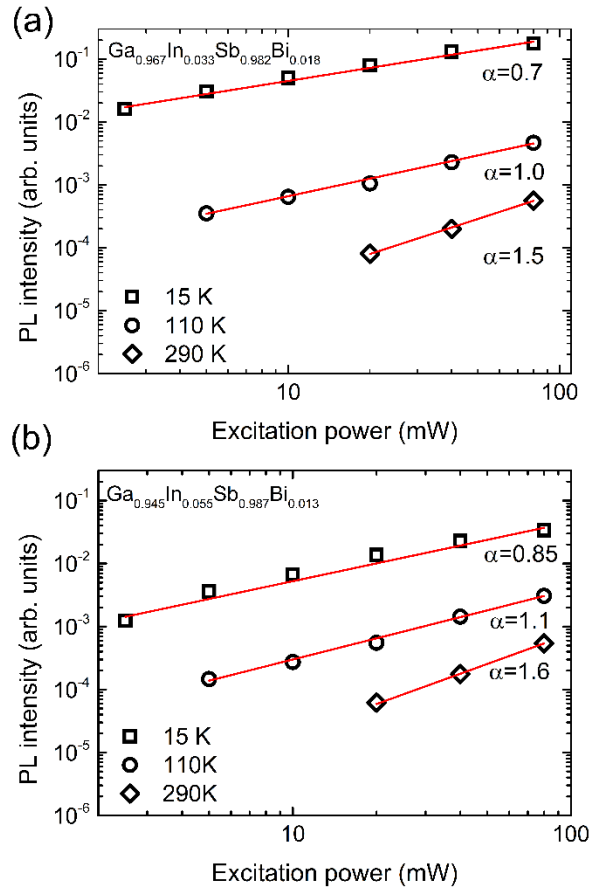 (a)
Ga₀.₉₆₇In₀.₀₃₃Sb₀.₉₈₂Bi₀.₀₁₈
PL intensity (arb. units)
10⁻¹
10⁻²
10⁻³
10⁻⁴
10⁻⁵
10⁻⁶
α=0.7
α=1.0
α=1.5
15 K
110 K
290 K
10
100
Excitation power (mW)
(b)
Ga₀.₉₄₅In₀.₀₅₅Sb₀.₉₈₇Bi₀.₀₁₃
PL intensity (arb. units)
10⁻¹
10⁻²
10⁻³
10⁻⁴
10⁻⁵
10⁻⁶
α=0.85
α=1.1
α=1.6
15 K
110K
290K
10
100
Excitation power (mW)